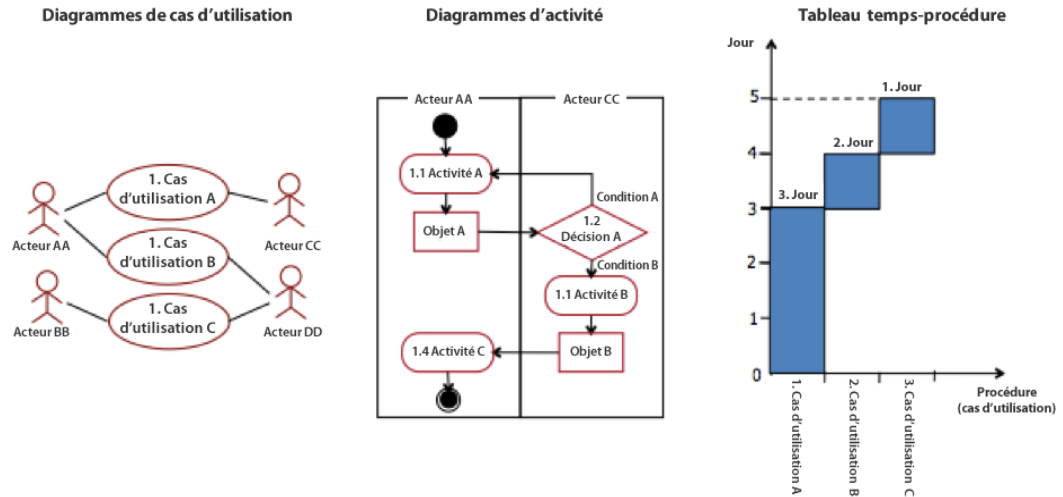 Diagrammes de cas d’utilisation
1. Cas
d’utilisation A
Acteur AA
Acteur CC
1. Cas
d’utilisation B
1. Cas
d’utilisation C
Acteur BB
Acteur DD
Diagrammes d’activité
Acteur AA
Acteur CC
1.1 Activité A
Condition A
Objet A
1.2
Décision A
Condition B
1.1 Activité B
1.4 Activité C
Objet B
Tableau temps-procédure
Jour
5
1. Jour
4
2. Jour
3
3. Jour
2
1
0
1. Cas d’utilisation A
2. Cas d’utilisation B
3. Cas d’utilisation C
Procédure
(cas d’utilisation)